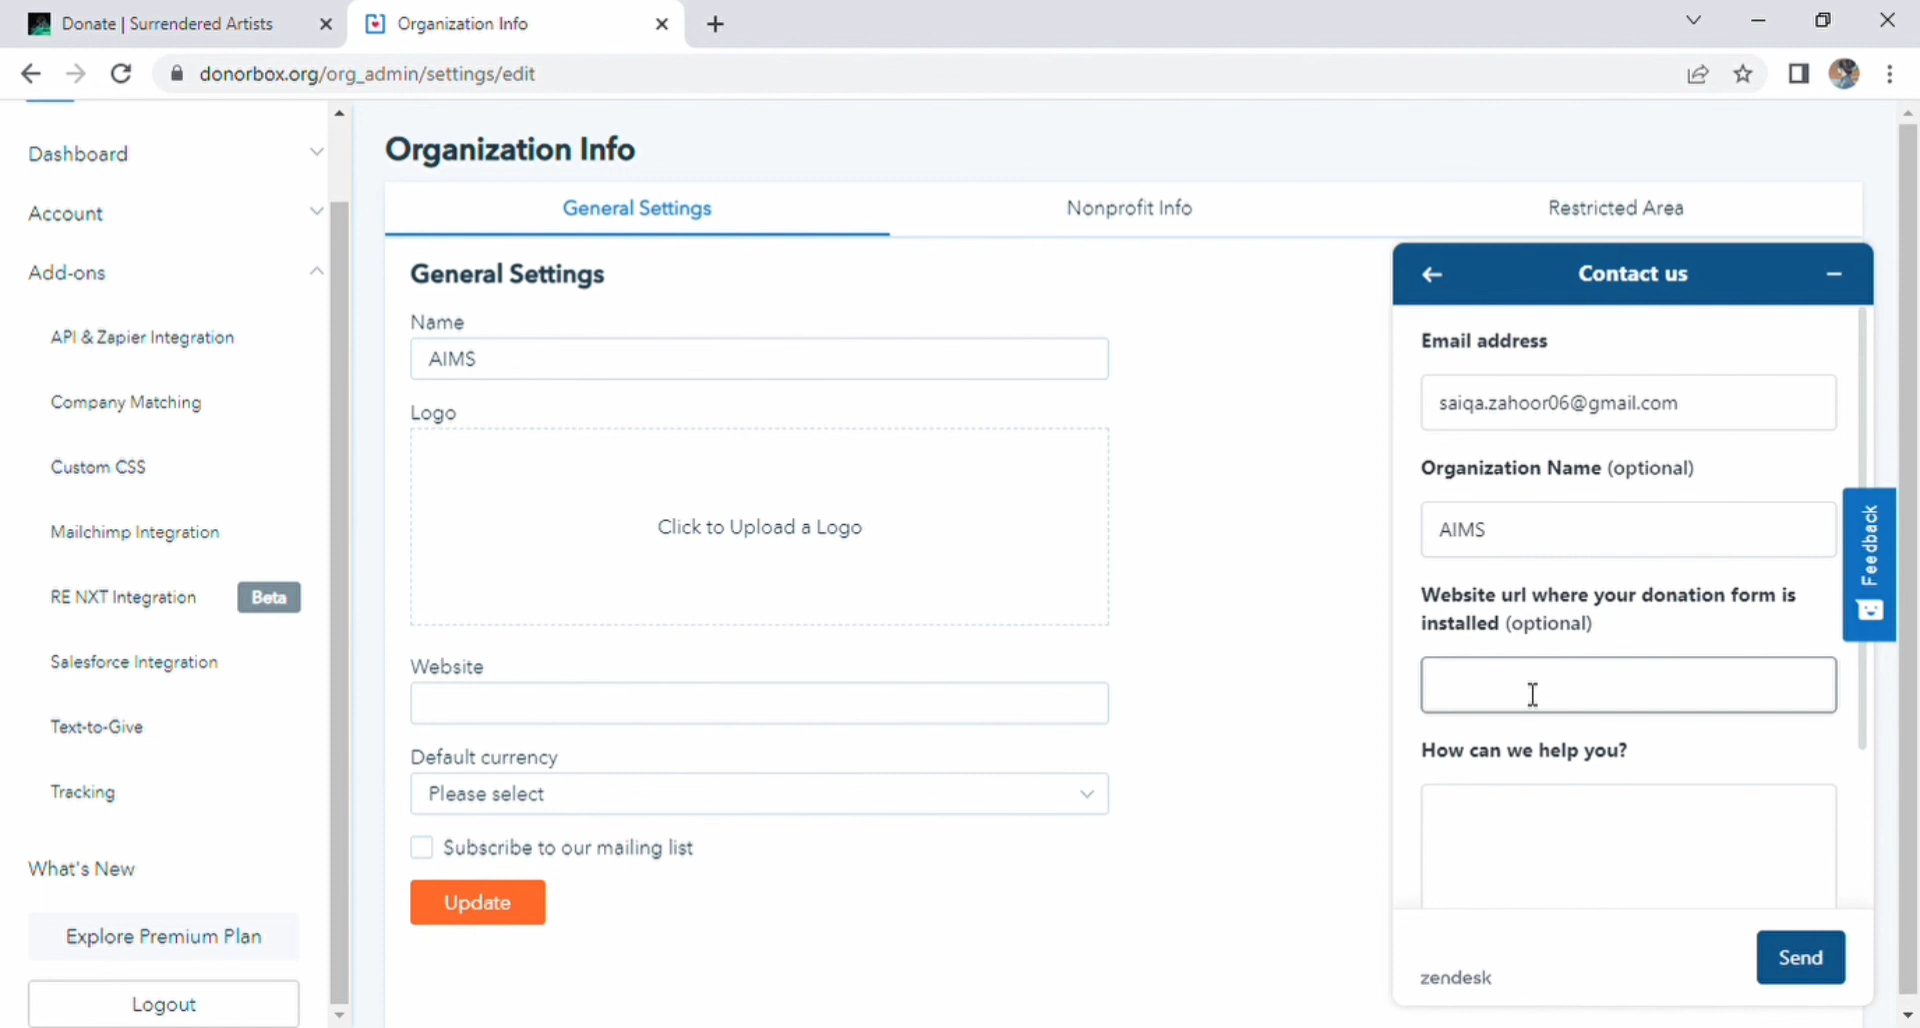 Donate | Surrendered Artists
Organization Info
donorbox.org/org_admin/settings/edit
Dashboard
Account
Add-ons
API & Zapier Integration
Company Matching
Custom CSS
Mailchimp Integration
RE NXT Integration Beta
Salesforce Integration
Text-to-Give
Tracking
What's New
Explore Premium Plan
Logout
Organization Info
General Settings Nonprofit Info Restricted Area
General Settings
Name
AIMS
Logo
Click to Upload a Logo
Website
Default currency
Please select
Subscribe to our mailing list
Update
Contact us
Email address
saiqa.zahoor06@gmail.com
Organization Name (optional)
AIMS
Website url where your donation form is
installed (optional)
How can we help you?
zendesk
Send
Feedback